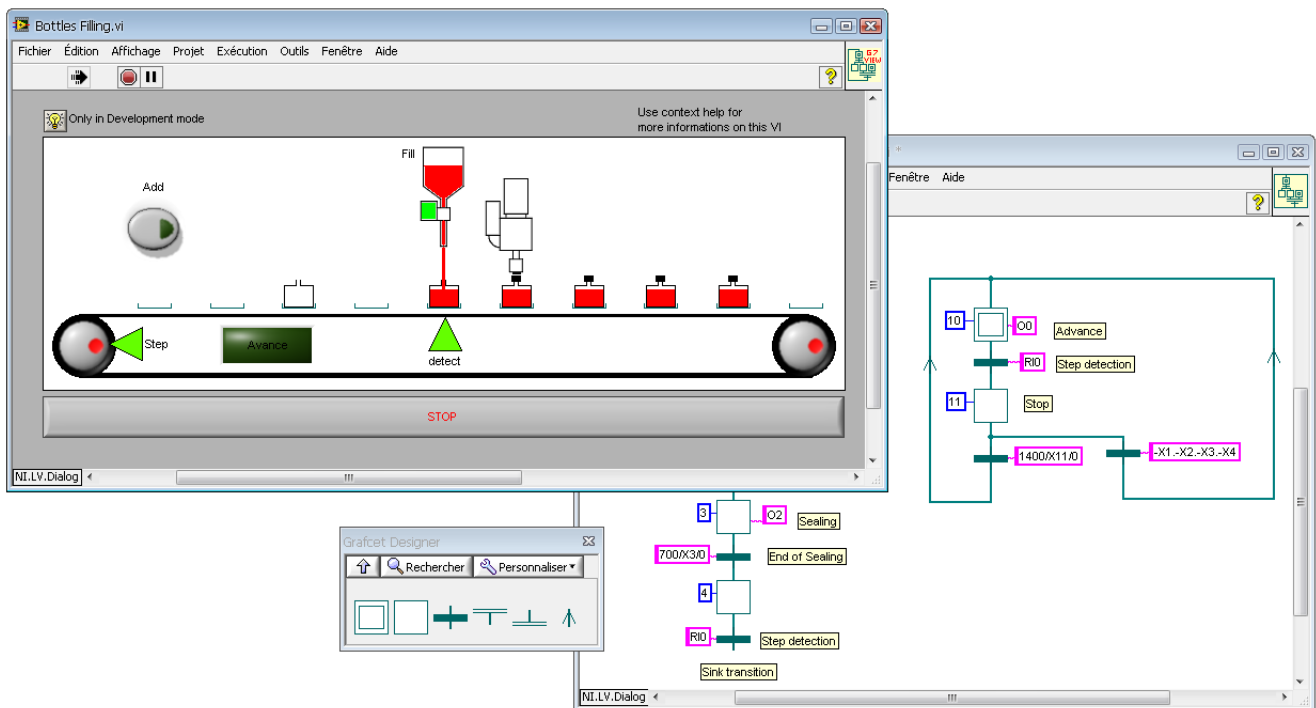 Bottles Filling.vi
Fichier Édition Affichage Projet Exécution Outils Fenêtre Aide
G7
VIEW
?
Only in Development mode
Use context help for
more informations on this VI
Fill
Add
Step
Avance
detect
STOP
NI.LV.Dialog
*
Fenêtre Aide
?
10
O0
Advance
RI0
Step detection
11
Stop
1400/X11/0
-X1.-X2.-X3.-X4
3
O2
Sealing
700/X3/0
End of Sealing
4
RI0
Step detection
Sink transition
NI.LV.Dialog
Grafcet Designer
Rechercher Personnaliser